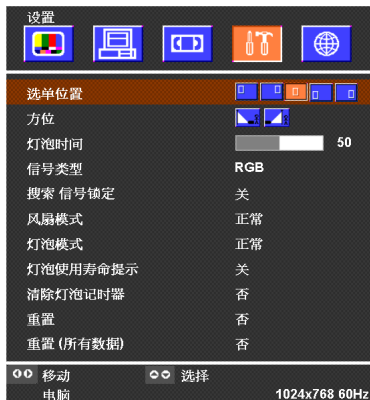 设置
选单位置
方位
灯泡时间 50
信号类型 RGB
搜索 信号锁定 关
风扇模式 正常
灯泡模式 正常
灯泡使用寿命提示 关
清除灯泡记时器 否
重置 否
重置 (所有数据) 否
移动 选择
电脑 1024x768 60Hz